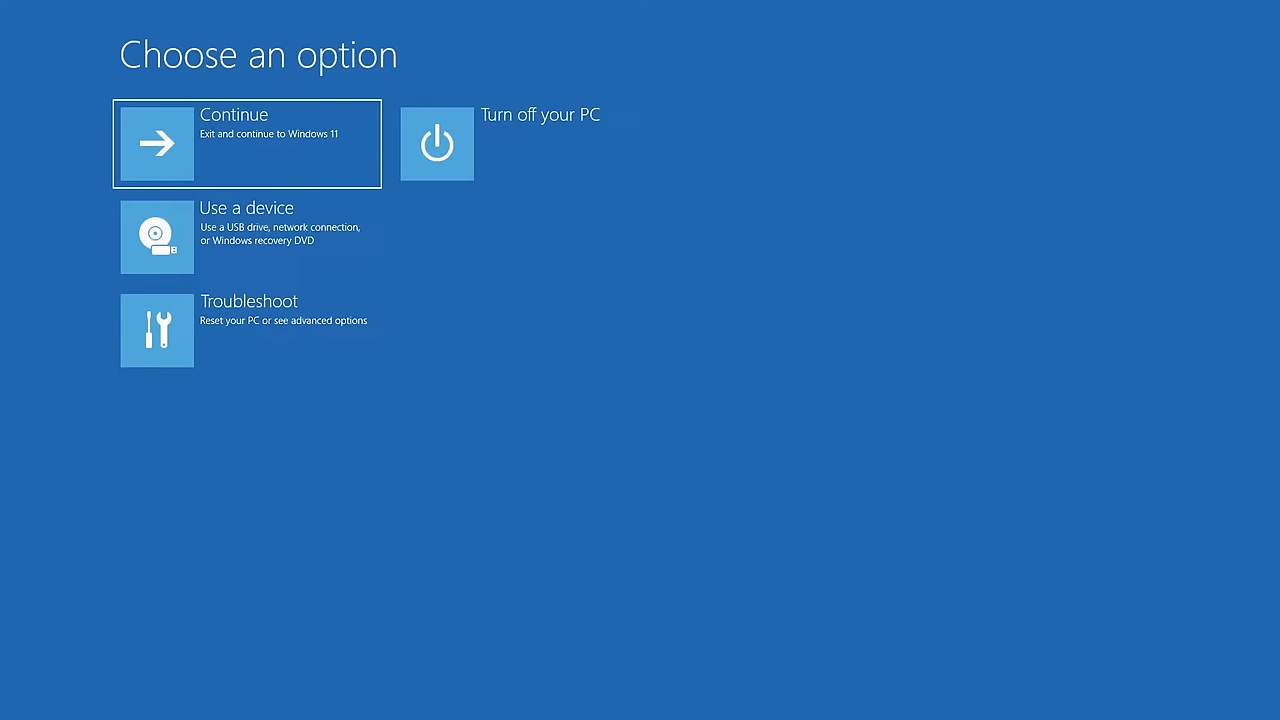 Choose an option
Continue
Exit and continue to Windows 11
Turn off your PC
Use a device
Use a USB drive, network connection,
or Windows recovery DVD
Troubleshoot
Reset your PC or see advanced options